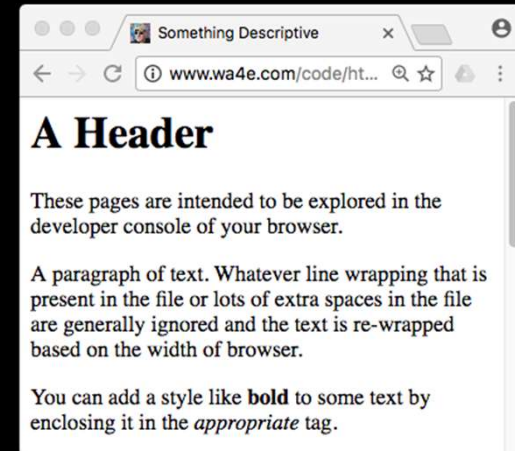 Something Descriptive
www.wa4e.com/code/ht...
A Header
These pages are intended to be explored in the
developer console of your browser.
A paragraph of text. Whatever line wrapping that is
present in the file or lots of extra spaces in the file
are generally ignored and the text is re-wrapped
based on the width of browser.
You can add a style like bold to some text by
enclosing it in the appropriate tag.